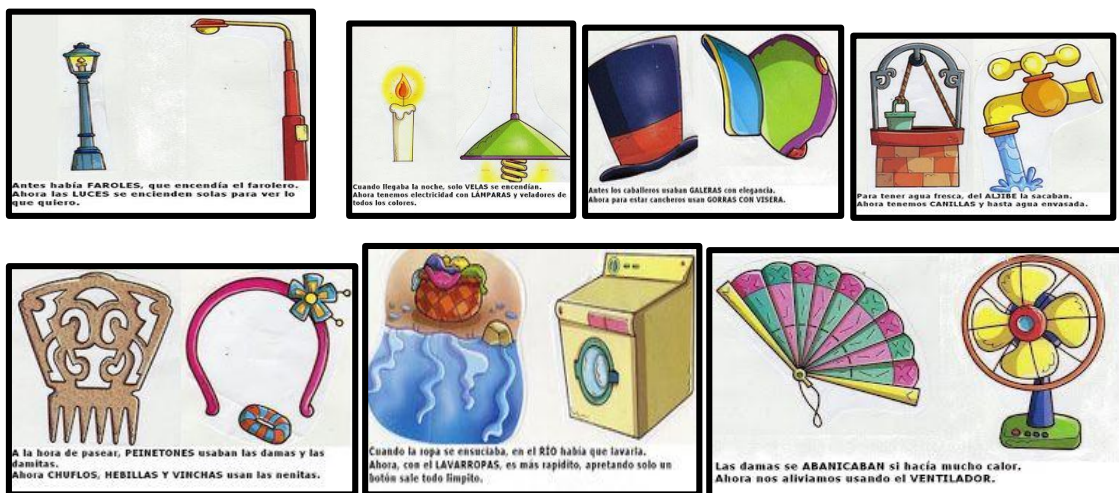 Antes había FAROLES, que encendía el farolero.
Ahora las LUCES se encienden solas para ver lo
que quiero.
Cuando llegaba la noche, solo VELAS se encendían.
Ahora tenemos electricidad con LÁMPARAS y veladores de
todos los colores.
Antes los caballeros usaban GALERAS con elegancia.
Ahora para estar cancheros usan GORRAS CON VISERA.
Para tener agua fresca, del ALJIBE la sacaban.
Ahora tenemos CANILLAS y hasta agua envasada.
A la hora de pasear, PEINETONES usaban las damas y las
damitas.
Ahora CHUFLOS, HEBILLAS Y VINCHAS usan las nenitas.
Cuando la ropa se ensuciaba, en el RÍO había que lavarla.
Ahora, con el LAVARROPAS, es más rapidito, apretando solo un
botón sale todo limpito.
Las damas se ABANICABAN si hacía mucho calor.
Ahora nos aliviamos usando el VENTILADOR.